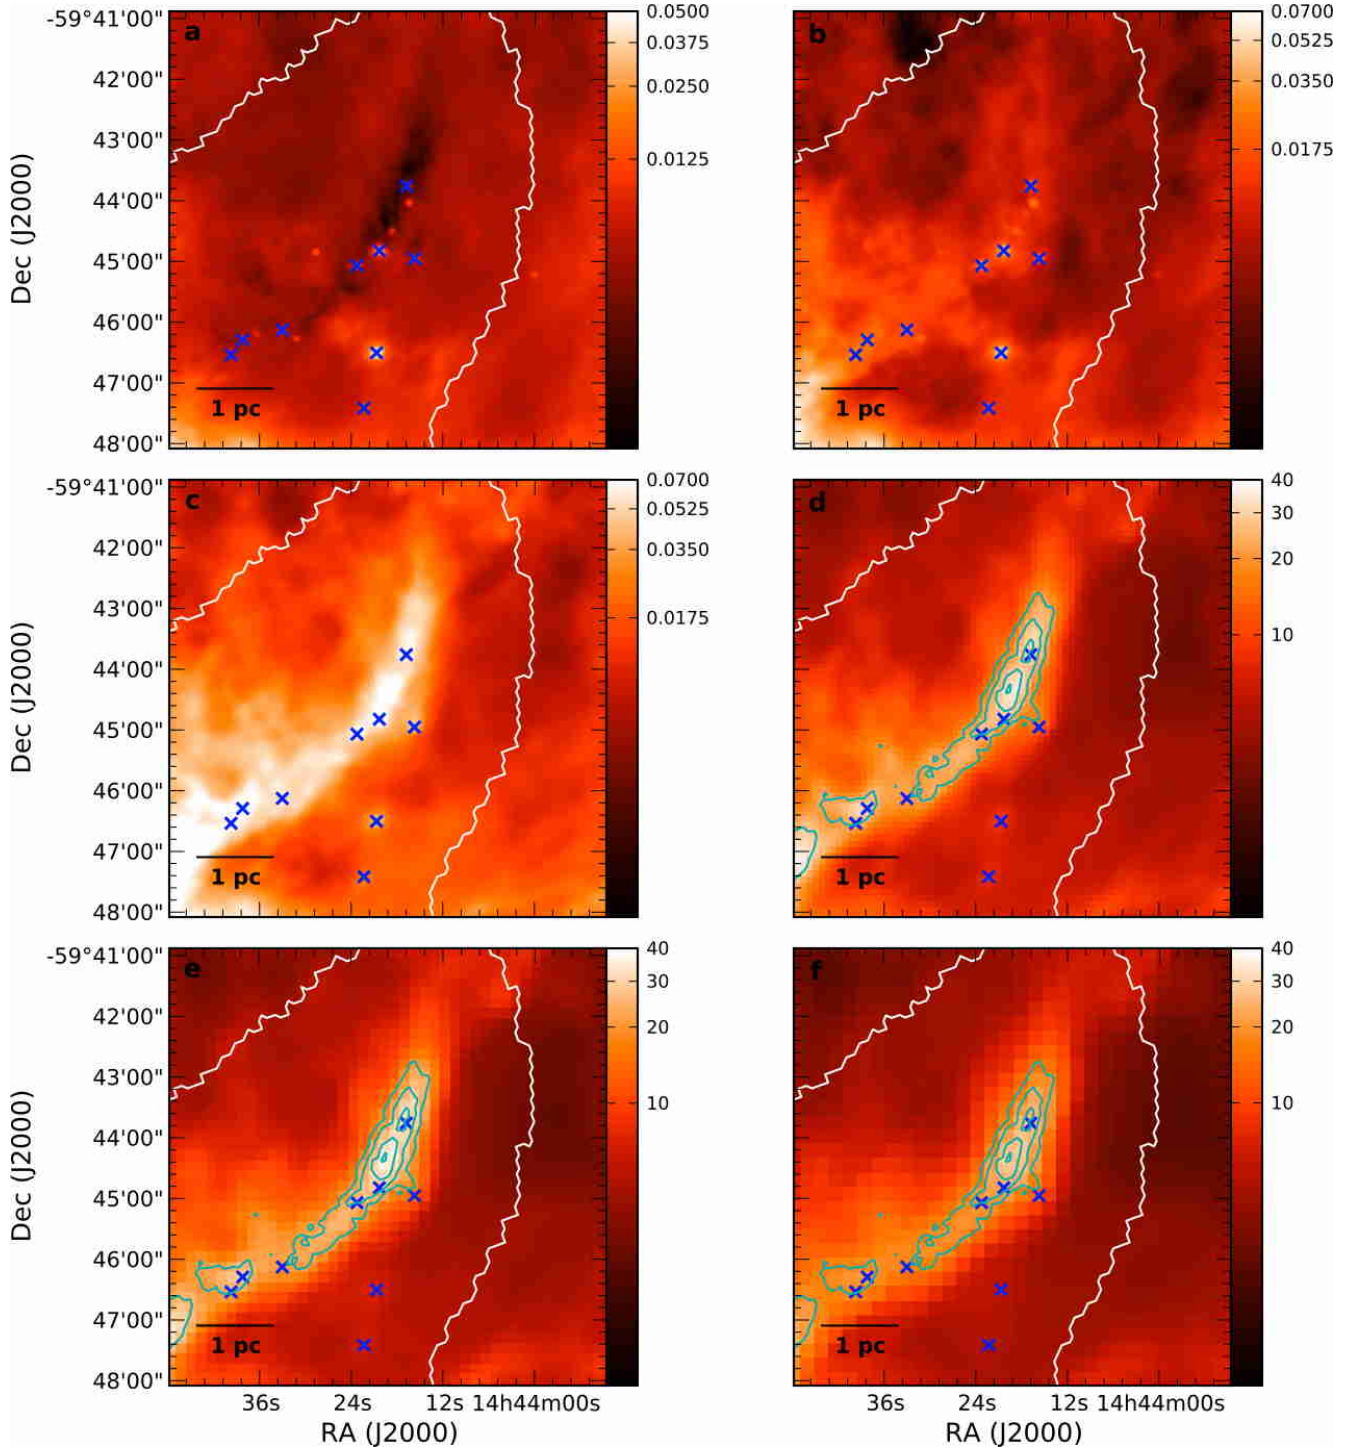 -59°41'00"
42'00"
43'00"
44'00"
45'00"
46'00"
47'00"
48'00"
Dec (J2000)
a
1 pc
0.0500
0.0375
0.0250
0.0125
b
1 pc
0.0700
0.0525
0.0350
0.0175
-59°41'00"
42'00"
43'00"
44'00"
45'00"
46'00"
47'00"
48'00"
Dec (J2000)
c
1 pc
0.0700
0.0525
0.0350
0.0175
d
1 pc
40
30
20
10
-59°41'00"
42'00"
43'00"
44'00"
45'00"
46'00"
47'00"
48'00"
Dec (J2000)
e
1 pc
40
30
20
10
36s 24s 12s 14h44m00s
RA (J2000)
f
1 pc
40
30
20
10
36s 24s 12s 14h44m00s
RA (J2000)